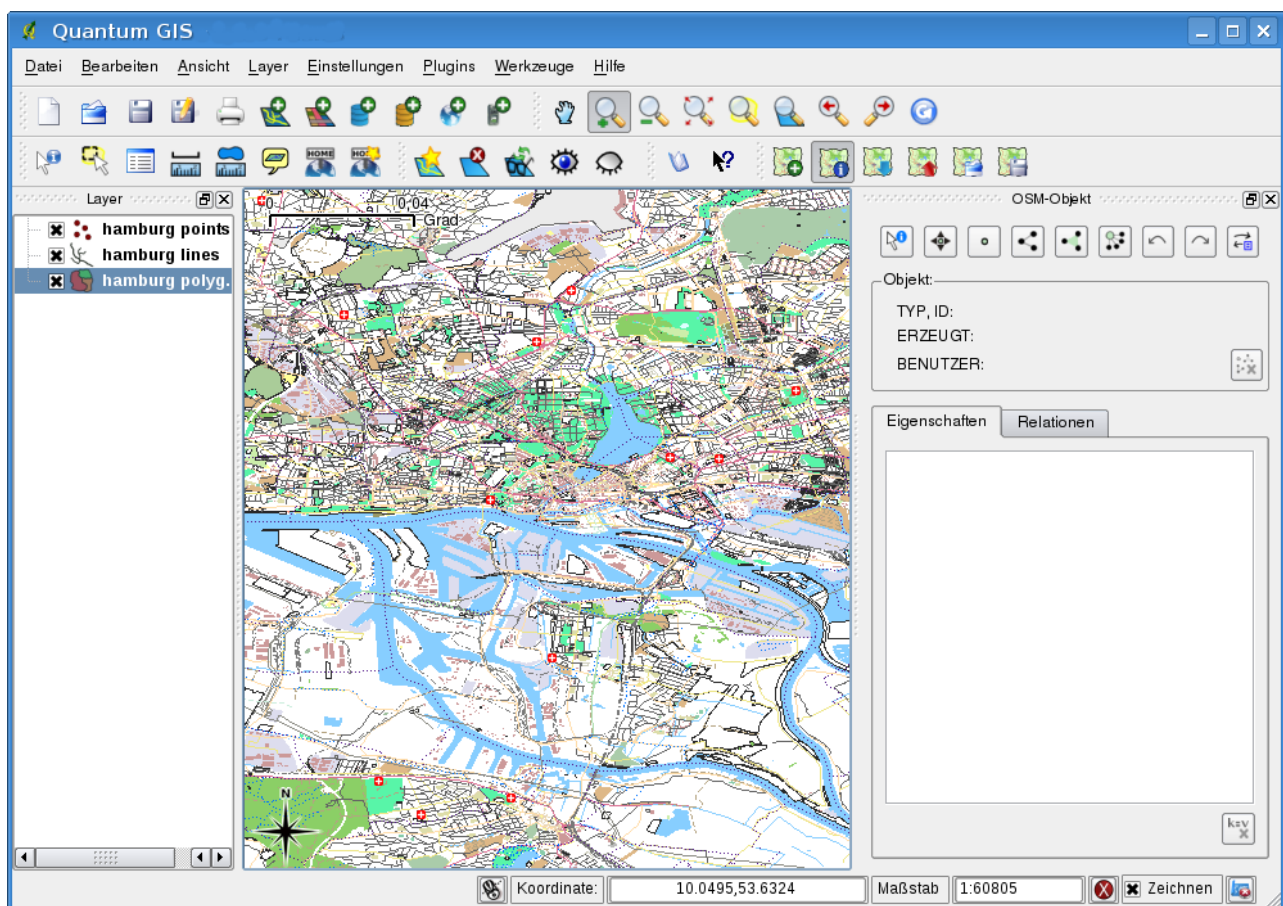 Quantum GIS
Datei Bearbeiten Ansicht Layer Einstellungen Plugins Werkzeuge Hilfe
HOME
Layer
hamburg points
hamburg lines
hamburg polyg.
0 0,04
Grad
N
OSM-Objekt
Objekt:
TYP, ID:
ERZEUGT:
BENUTZER:
Eigenschaften Relationen
k=v
Koordinate: 10.0495,53.6324 Maßstab 1:60805 Zeichnen